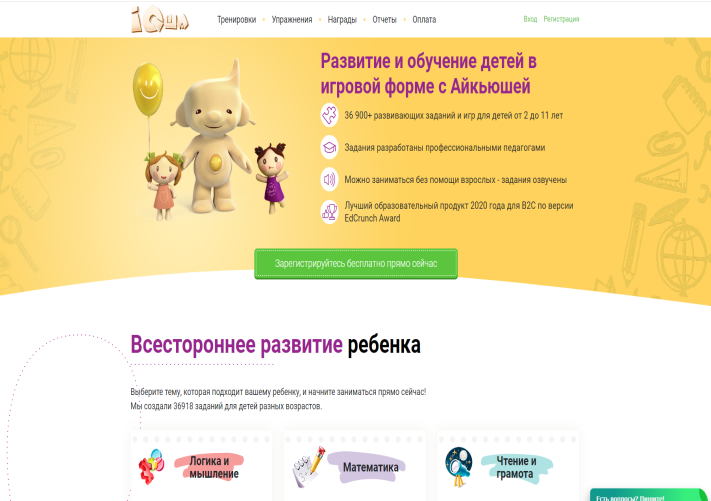 iQша
Тренировки Упражнения Награды Отчеты Оплата
Вход Регистрация
Развитие и обучение детей в
игровой форме с Айкьюшей
36 900+ развивающих заданий и игр для детей от 2 до 11 лет
Задания разработаны профессиональными педагогами
Можно заниматься без помощи взрослых - задания озвучены
Лучший образовательный продукт 2020 года для B2C по версии
EdCrunch Award
Зарегистрируйтесь бесплатно прямо сейчас
Всестороннее развитие ребенка
Выберите тему, которая подходит вашему ребенку, и начните заниматься прямо сейчас!
Мы создали 36918 заданий для детей разных возрастов.
Логика и
мышление
Математика
Чтение и
грамота
Есть вопросы? Пишите!